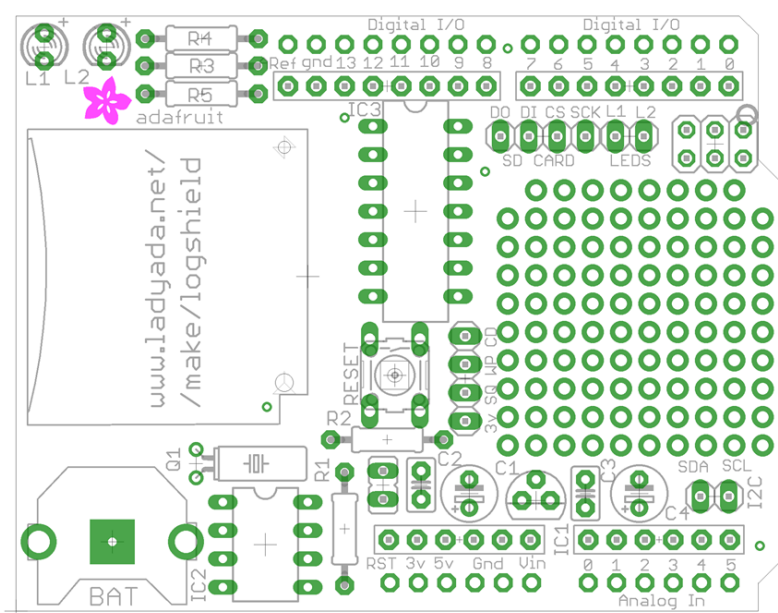 Digital I/O
Digital I/O
R4
R3
R5
L1 L2
adafruit
Ref gnd 13 12 11 10 9 8
7 6 5 4 3 2 1 0
IC3
DO DI CS SCK L1 L2
SD CARD LEDS
www.ladyada.net/
/make/logshield
RESET
CD
WP
SQ
3v
R2
Q1
R1
C2
C1
C3
C4
SDA SCL
I2C
IC1
IC2
BAT
RST 3v 5v Gnd Vin
0 1 2 3 4 5
Analog In